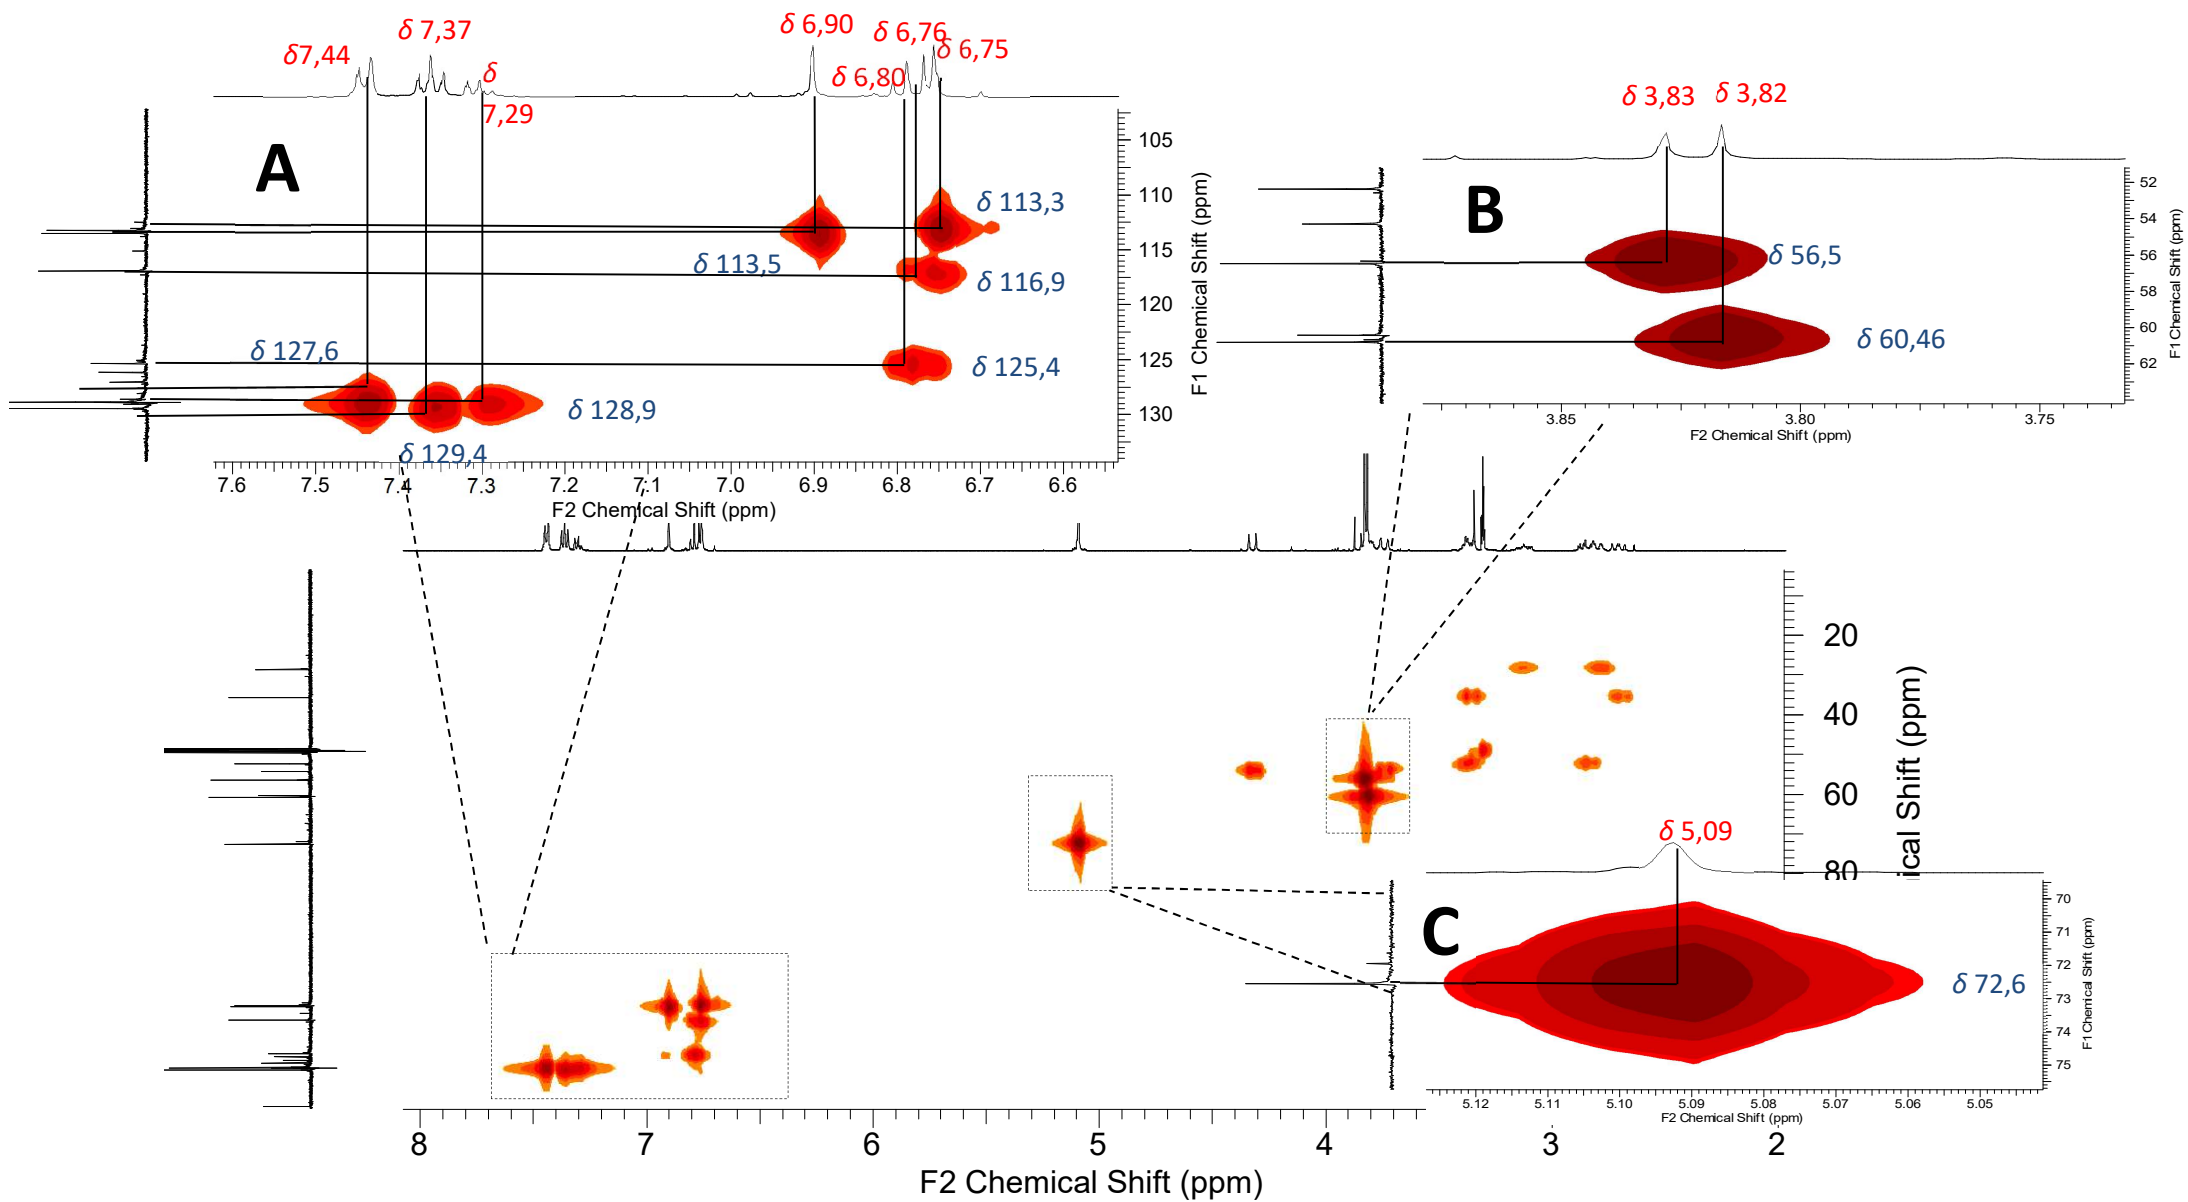 δ 7,37
δ 6,90
δ 6,76
δ 6,75
δ7,44
δ
7,29
δ 6,80
A
105
110
115
120
125
130
F1 Chemical Shift (ppm)
δ 113,3
δ 113,5
δ 116,9
δ 127,6
δ 125,4
δ 128,9
δ 129,4
7.6 7.5 7.4 7.3 7.2 7.1 7.0 6.9 6.8 6.7 6.6
F2 Chemical Shift (ppm)
δ 3,83
δ 3,82
B
52
54
56
58
60
62
F1 Chemical Shift (ppm)
δ 56,5
δ 60,46
3.85 3.80 3.75
F2 Chemical Shift (ppm)
20
40
60
80
ical Shift (ppm)
δ 5,09
C
70
71
72
73
74
75
F1 Chemical Shift (ppm)
δ 72,6
5.12 5.11 5.10 5.09 5.08 5.07 5.06 5.05
F2 Chemical Shift (ppm)
8 7 6 5 4 3 2
F2 Chemical Shift (ppm)